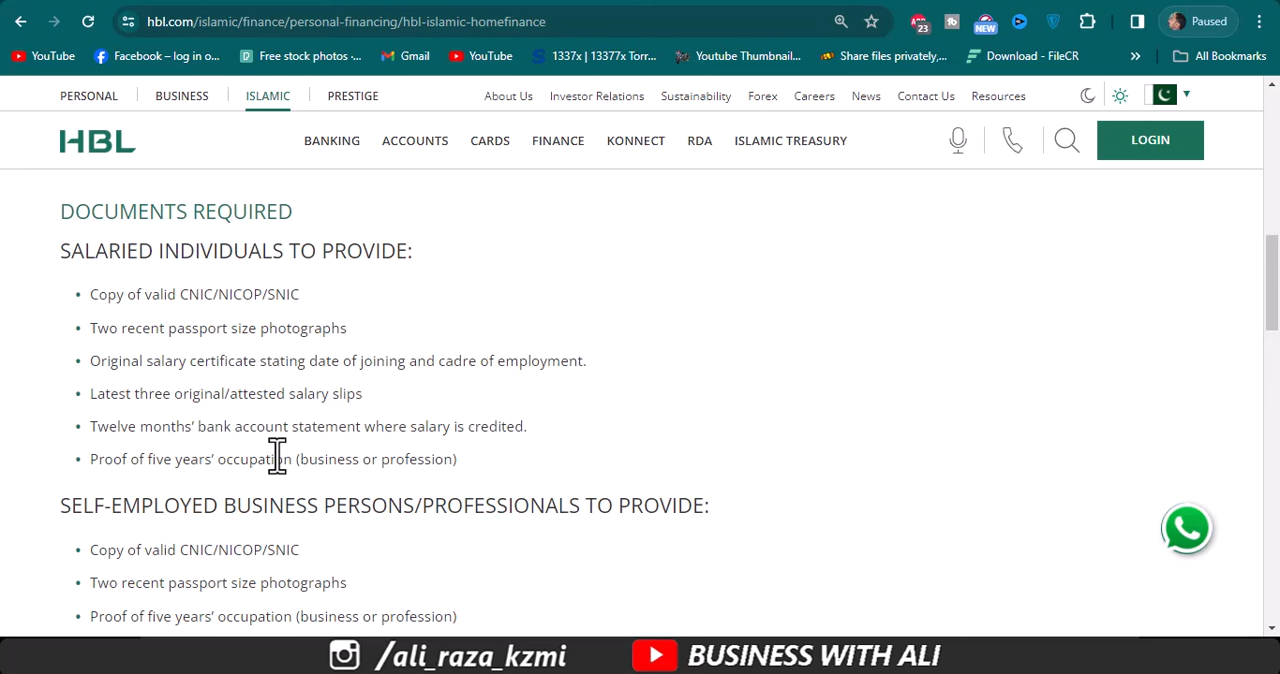 hbl.com/islamic/finance/personal-financing/hbl-islamic-homefinance
23
tb
NEW
Paused
YouTube
Facebook – log in o...
Free stock photos ·...
Gmail
YouTube
1337x | 13377x Torr...
Youtube Thumbnail...
Share files privately,...
Download - FileCR
»
All Bookmarks
PERSONAL
BUSINESS
ISLAMIC
PRESTIGE
About Us
Investor Relations
Sustainability
Forex
Careers
News
Contact Us
Resources
HBL
BANKING
ACCOUNTS
CARDS
FINANCE
KONNECT
RDA
ISLAMIC TREASURY
LOGIN
DOCUMENTS REQUIRED
SALARIED INDIVIDUALS TO PROVIDE:
• Copy of valid CNIC/NICOP/SNIC
• Two recent passport size photographs
• Original salary certificate stating date of joining and cadre of employment.
• Latest three original/attested salary slips
• Twelve months’ bank account statement where salary is credited.
• Proof of five years’ occupation (business or profession)
SELF-EMPLOYED BUSINESS PERSONS/PROFESSIONALS TO PROVIDE:
• Copy of valid CNIC/NICOP/SNIC
• Two recent passport size photographs
• Proof of five years’ occupation (business or profession)
/ali_raza_kzmi
BUSINESS WITH ALI